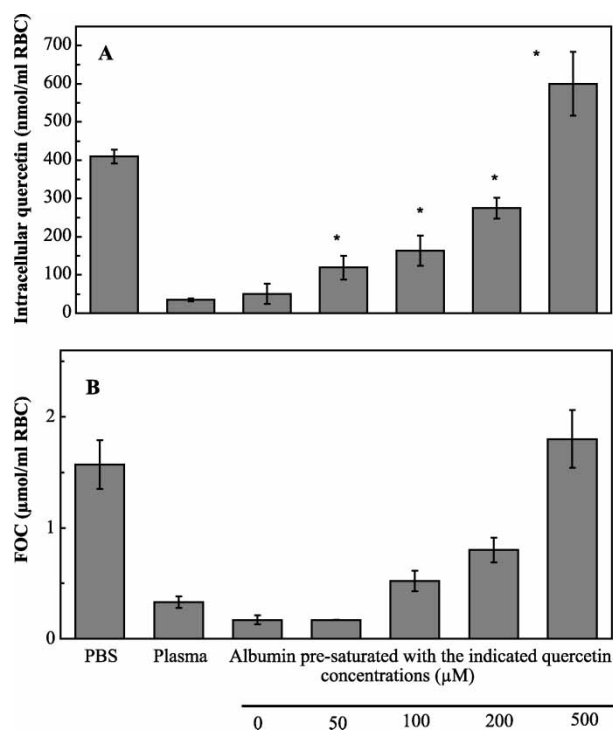 Intracellular quercetin (nmol/ml RBC)
700
600
500
400
300
200
100
0
A
*
*
*
*
FOC (µmol/ml RBC)
2
1
0
B
PBS Plasma Albumin pre-saturated with the indicated quercetin
concentrations (µM)
0 50 100 200 500